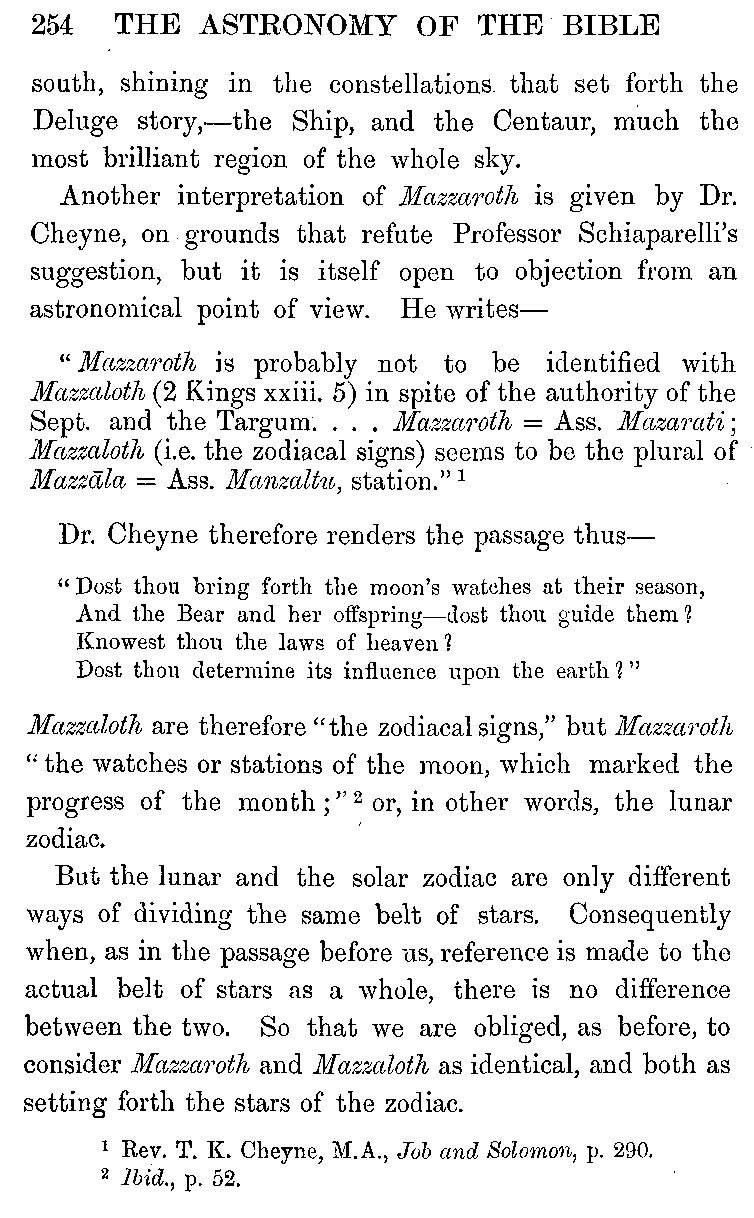 254 THE ASTRONOMY OF THE BIBLE
south, shining in the constellations that set forth the
Deluge story,—the Ship, and the Centaur, much the
most brilliant region of the whole sky.
Another interpretation of Mazzaroth is given by Dr.
Cheyne, on grounds that refute Professor Schiaparelli's
suggestion, but it is itself open to objection from an
astronomical point of view. He writes—
“Mazzaroth is probably not to be identified with
Mazzaloth (2 Kings xxiii. 5) in spite of the authority of the
Sept. and the Targum. . . . Mazzaroth = Ass. Mazarati;
Mazzaloth (i.e. the zodiacal signs) seems to be the plural of
Mazzāla = Ass. Manzaltu, station.” 1
Dr. Cheyne therefore renders the passage thus—
“Dost thou bring forth the moon's watches at their season,
And the Bear and her offspring—dost thou guide them?
Knowest thou the laws of heaven?
Dost thou determine its influence upon the earth?”
Mazzaloth are therefore “the zodiacal signs,” but Mazzaroth
“the watches or stations of the moon, which marked the
progress of the month;” 2 or, in other words, the lunar
zodiac.
But the lunar and the solar zodiac are only different
ways of dividing the same belt of stars. Consequently
when, as in the passage before us, reference is made to the
actual belt of stars as a whole, there is no difference
between the two. So that we are obliged, as before, to
consider Mazzaroth and Mazzaloth as identical, and both as
setting forth the stars of the zodiac.
1 Rev. T. K. Cheyne, M.A., Job and Solomon, p. 290.
2 Ibid., p. 52.